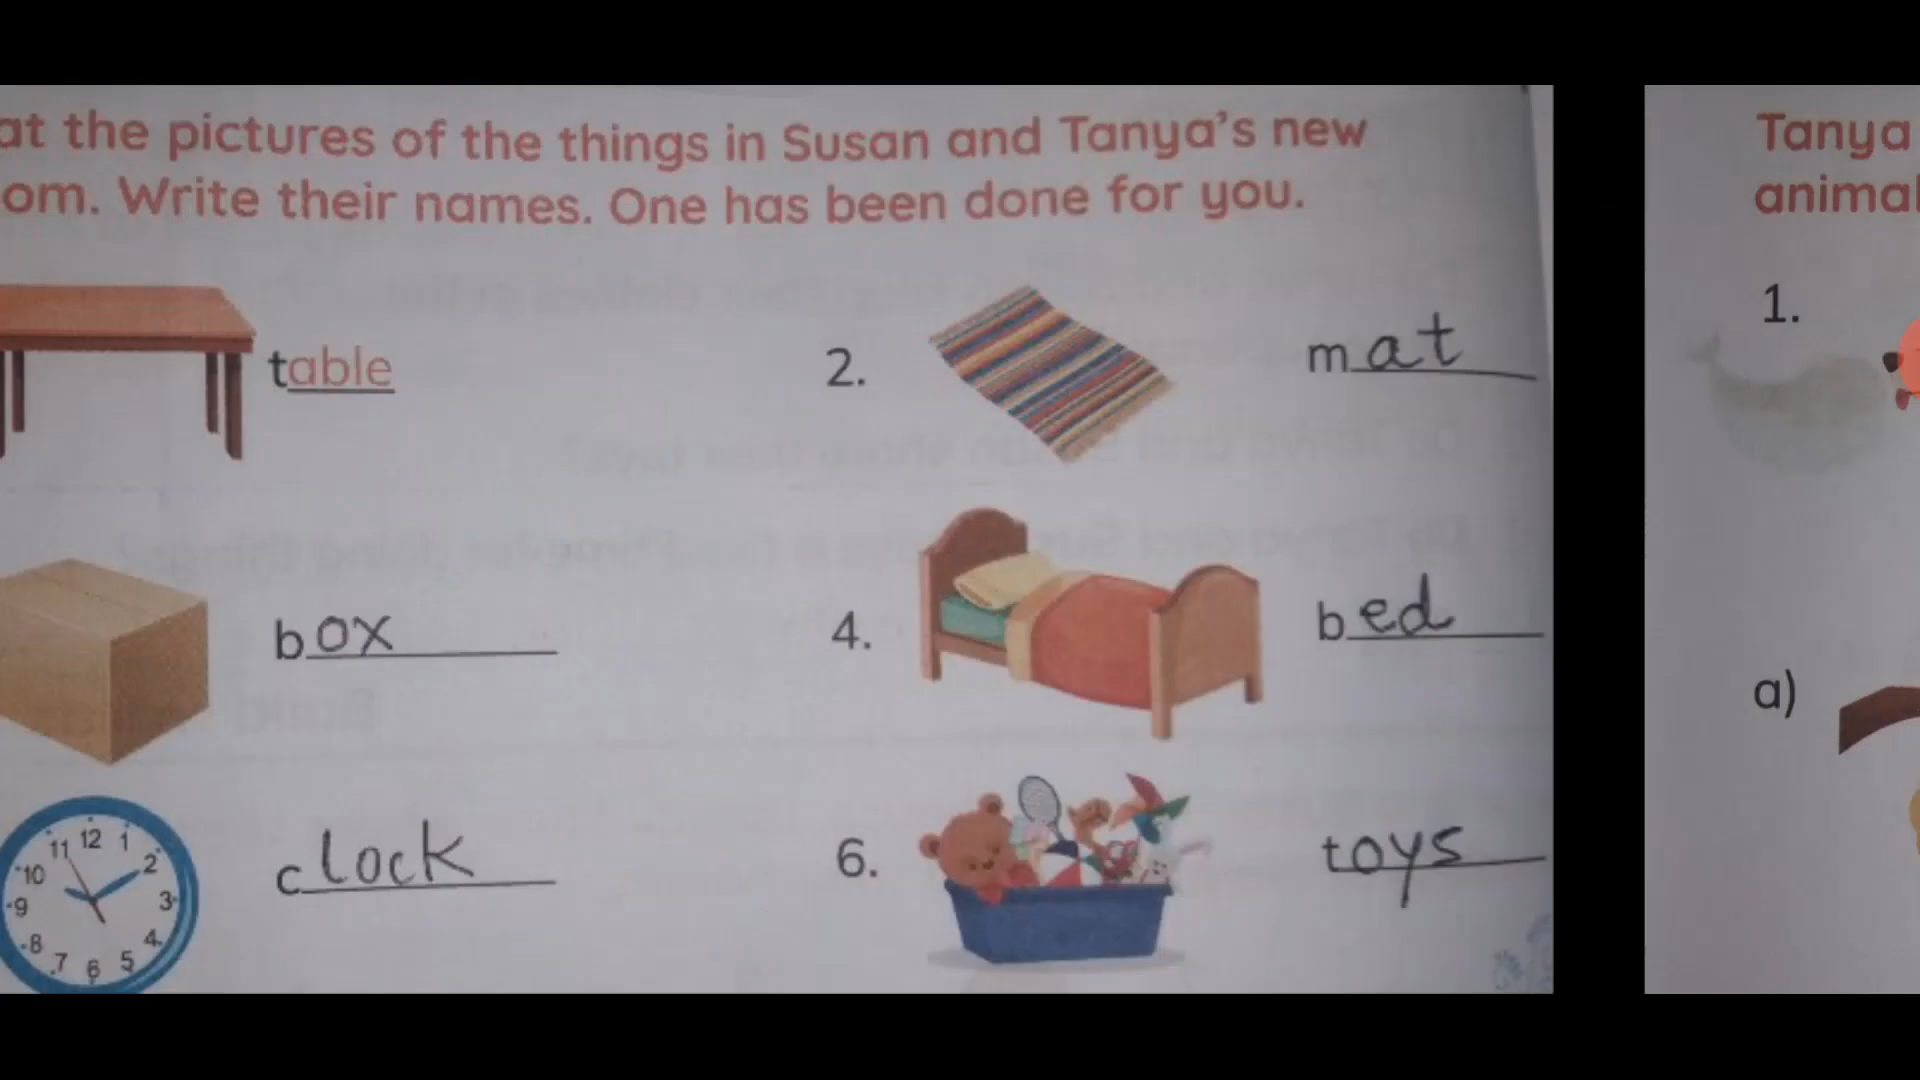 at the pictures of the things in Susan and Tanya's new
om. Write their names. One has been done for you.
table
2. mat
box
4. bed
clock
6. toys
12
1
2
3
4
5
6
7
8
9
10
11
Tanya
animal
1.
a)